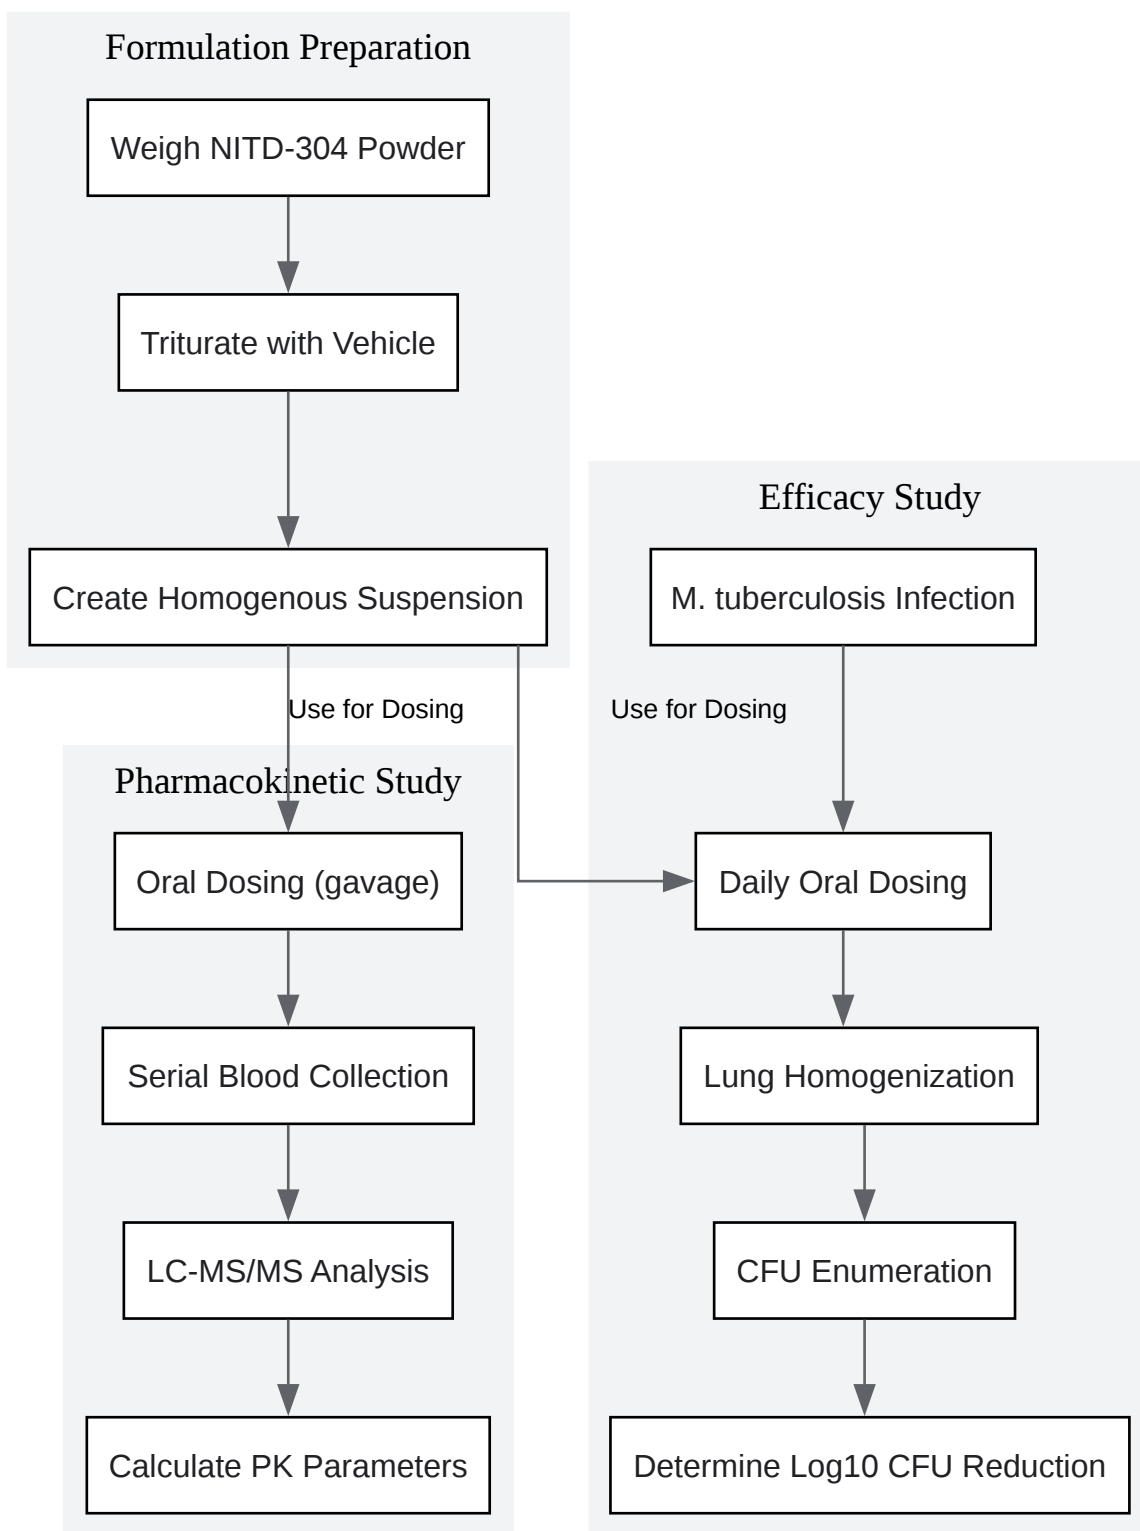 Formulation Preparation
Weigh NITD-304 Powder
Triturate with Vehicle
Create Homogenous Suspension
Use for Dosing
Pharmacokinetic Study
Oral Dosing (gavage)
Serial Blood Collection
LC-MS/MS Analysis
Calculate PK Parameters
Efficacy Study
M. tuberculosis Infection
Use for Dosing
Daily Oral Dosing
Lung Homogenization
CFU Enumeration
Determine Log10 CFU Reduction